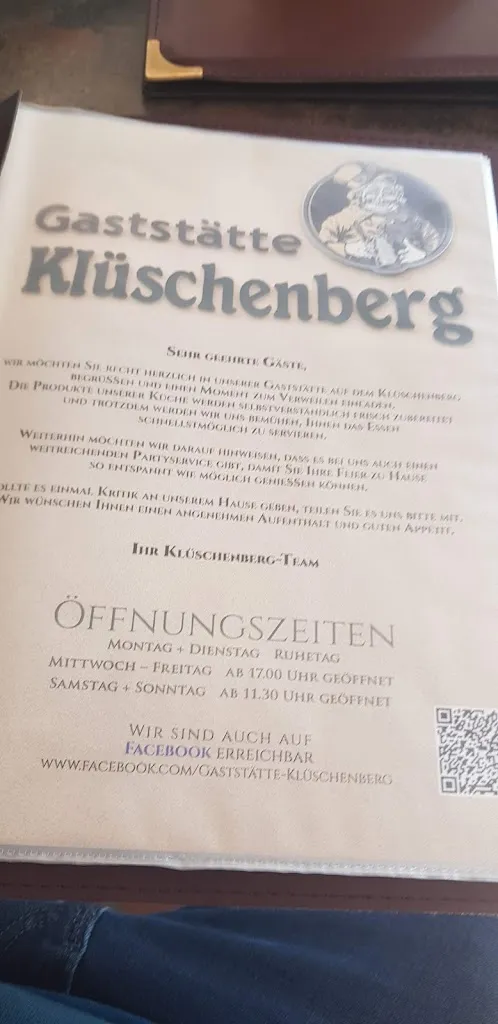 Gaststätte
Klüschenberg
Sehr geehrte Gäste,
wir möchten Sie recht herzlich in unserer Gaststätte auf dem Klüschenberg
begrüßen und einen Moment zum Verweilen einladen.
Die Produkte unserer Küche werden selbstverständlich frisch zubereitet
und trotzdem werden wir uns bemühen, Ihnen das Essen
schnellstmöglich zu servieren.
Weiterhin möchten wir darauf hinweisen, dass es bei uns auch einen
weitreichenden Partyservice gibt, damit Sie Ihre Feier zu Hause
so entspannt wie möglich genießen können.
ollte es einmal Kritik an unserem Hause geben, teilen Sie es uns bitte mit.
Wir wünschen Ihnen einen angenehmen Aufenthalt und guten Appetit.
Ihr Klüschenberg-Team
Öffnungszeiten
Montag + Dienstag Ruhetag
Mittwoch – Freitag ab 17.00 Uhr geöffnet
Samstag + Sonntag ab 11.30 Uhr geöffnet
Wir sind auch auf
Facebook erreichbar
www.facebook.com/Gaststätte-Klüschenberg